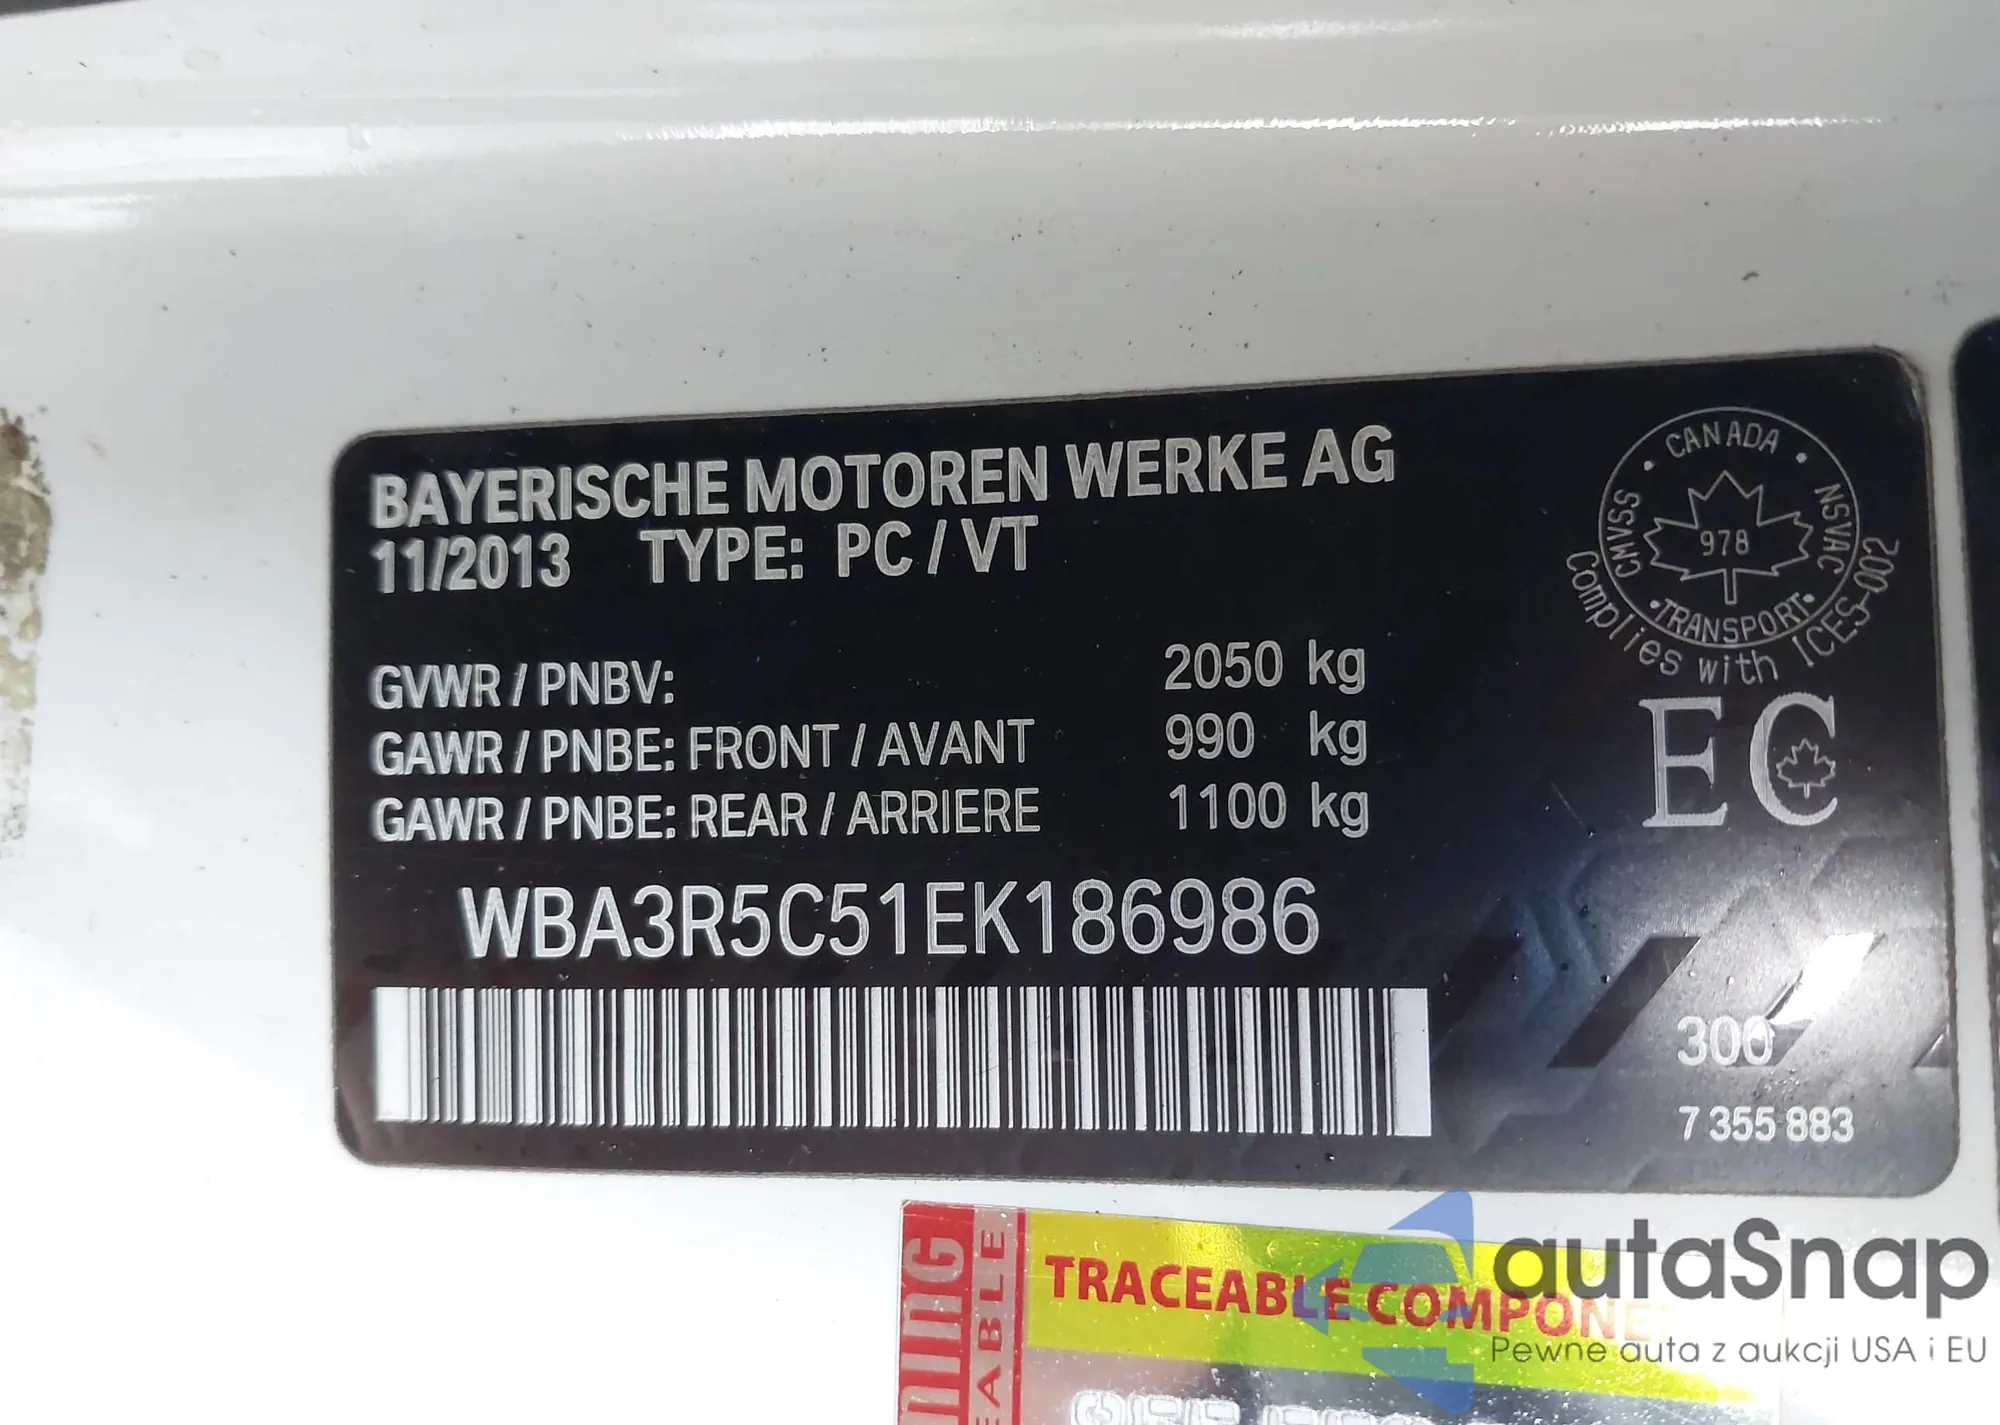 BAYERISCHE MOTOREN WERKE AG
11/2013 TYPE: PC / VT
GVWR / PNBV: 2050 kg
GAWR / PNBE: FRONT / AVANT 990 kg
GAWR / PNBE: REAR / ARRIERE 1100 kg
WBA3R5C51EK186986
CANADA
CMVSS 978 NSVAC
TRANSPORT
Complies with ICES-002
EC
300
7 355 883
TRACEABLE
autaSnap
Pewne auta z aukcji USA i EU